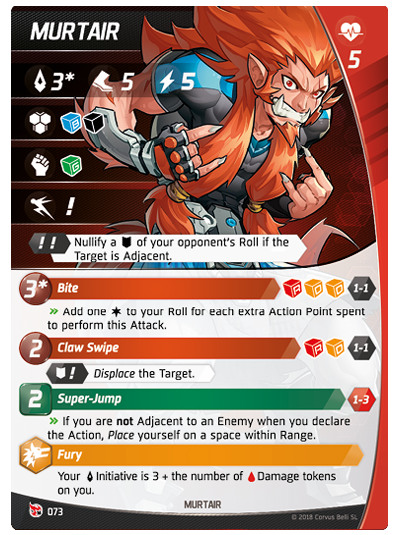 MURTAIR
5
3* 5 5
B
G
!
!! Nullify a of your opponent's Roll if the
Target is Adjacent.
3* Bite R O O 1-1
» Add one * to your Roll for each extra Action Point spent
to perform this Attack.
2 Claw Swipe R O 1-1
! Displace the Target.
2 Super-Jump 1-3
» If you are not Adjacent to an Enemy when you declare
the Action, Place yourself on a space within Range.
Fury
Your Initiative is 3 + the number of Damage tokens
on you.
MURTAIR
073
© 2018 Corvus Belli SL